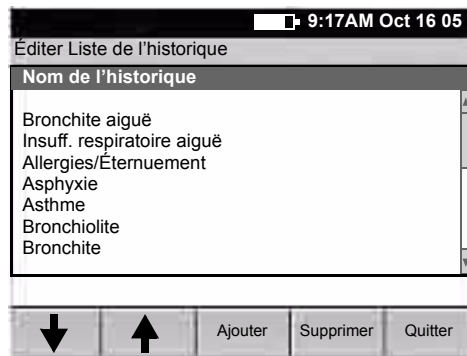 9:17AM Oct 16 05
Éditer Liste de l’historique
Nom de l’historique
Bronchite aiguë
Insuff. respiratoire aiguë
Allergies/Éternuement
Asphyxie
Asthme
Bronchiolite
Bronchite
Ajouter Supprimer Quitter